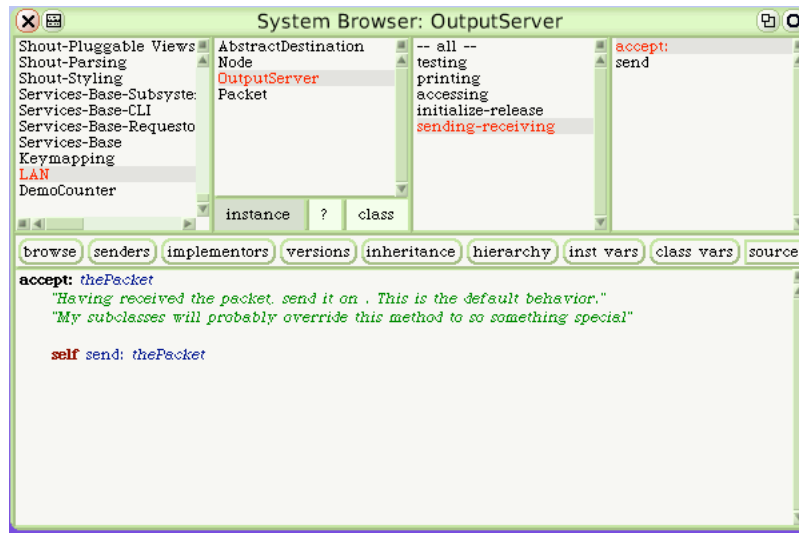 System Browser: OutputServer
Shout-Pluggable Views
Shout-Parsing
Shout-Styling
Services-Base-Subsyste
Services-Base-CLI
Services-Base-Requesto
Services-Base
Keymapping
LAN
DemoCounter
AbstractDestination
Node
OutputServer
Packet
instance ? class
-- all --
testing
printing
accessing
initialize-release
sending-receiving
accept:
send
browse senders implementors versions inheritance hierarchy inst vars class vars source
accept: thePacket
"Having received the packet, send it on . This is the default behavior."
"My subclasses will probably override this method to so something special"
self send: thePacket